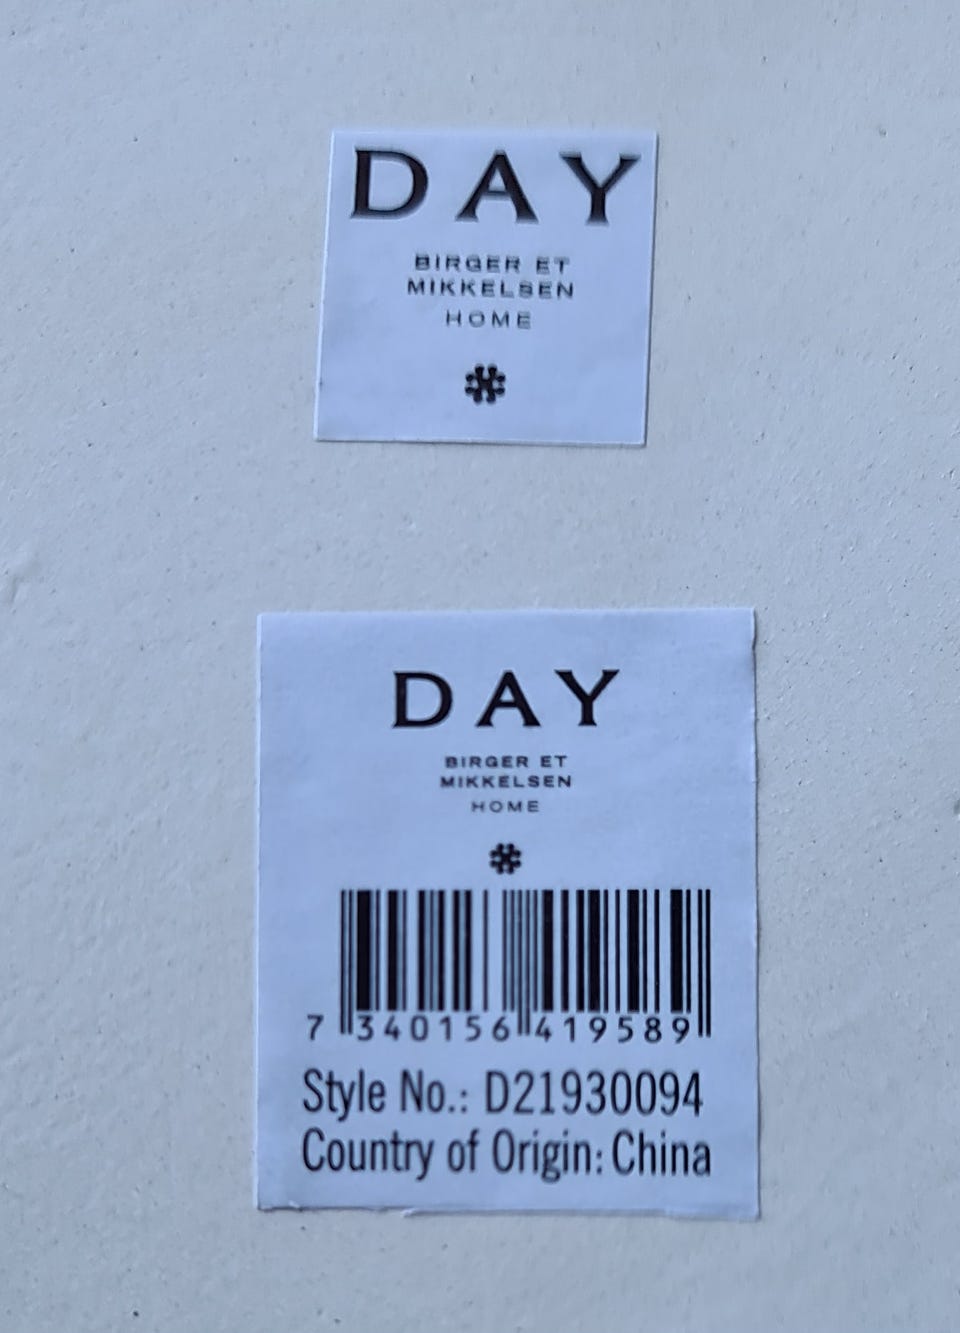 DAY
BIRGER ET
MIKKELSEN
HOME
DAY
BIRGER ET
MIKKELSEN
HOME
7 340156 419589
Style No.: D21930094
Country of Origin: China